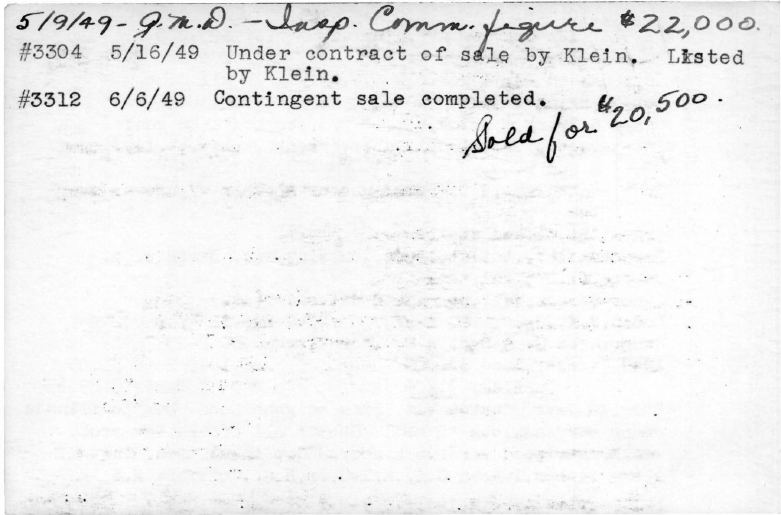 5/9/49 - G.M.D. - Insp. Comm. figure $22,000.
#3304 5/16/49 Under contract of sale by Klein. Listed
by Klein.
#3312 6/6/49 Contingent sale completed.
Sold for $20,500.